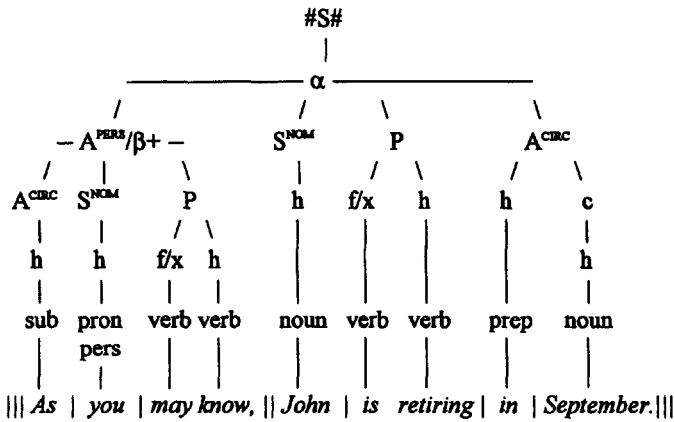 #S#
α
A^PERS/β+ S^NOM P A^CIRC
A^CIRC S^NOM P h f/x h h c
h h f/x h h
sub pron verb verb noun verb verb prep noun
pers
||| As | you | may know, || John | is retiring | in | September.|||